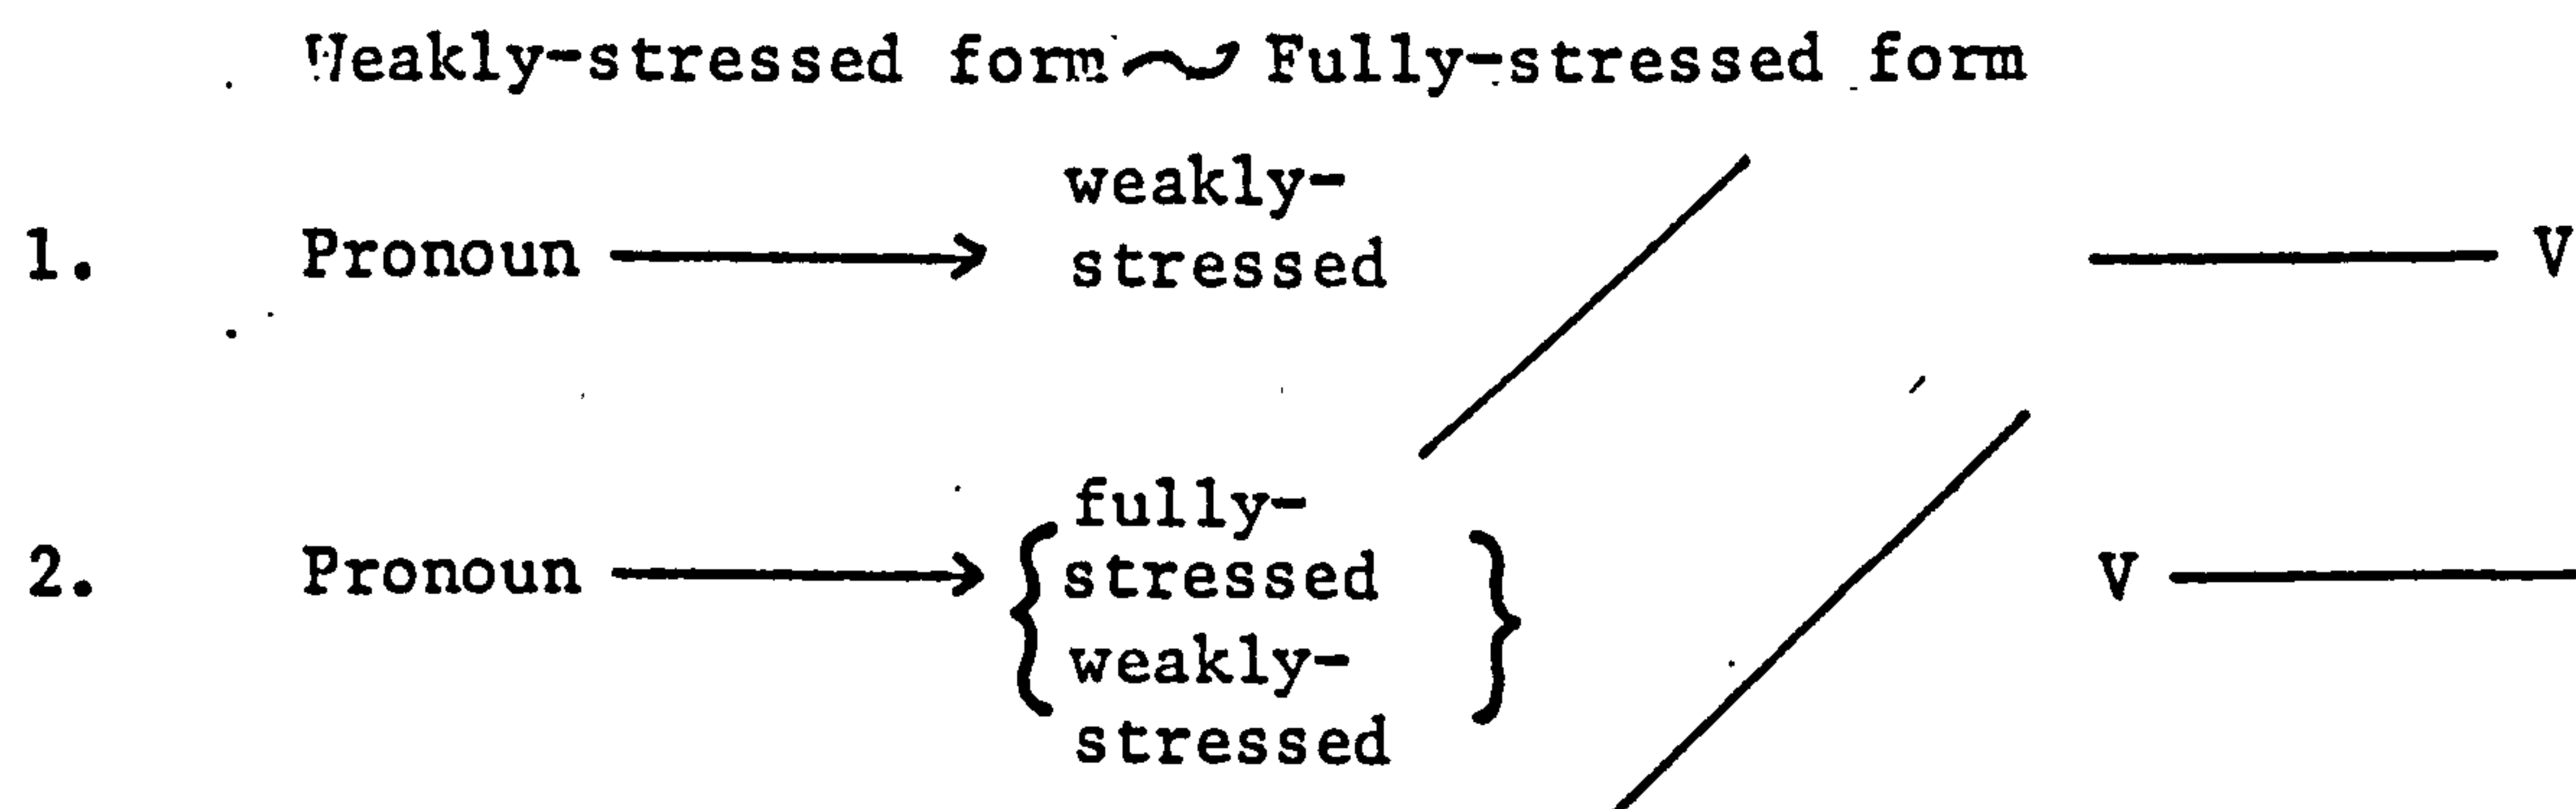 Weakly-stressed form ~ Fully-stressed form
1. Pronoun → weakly-
stressed / ——— V
2. Pronoun → { fully-
stressed
weakly-
stressed } / V ———